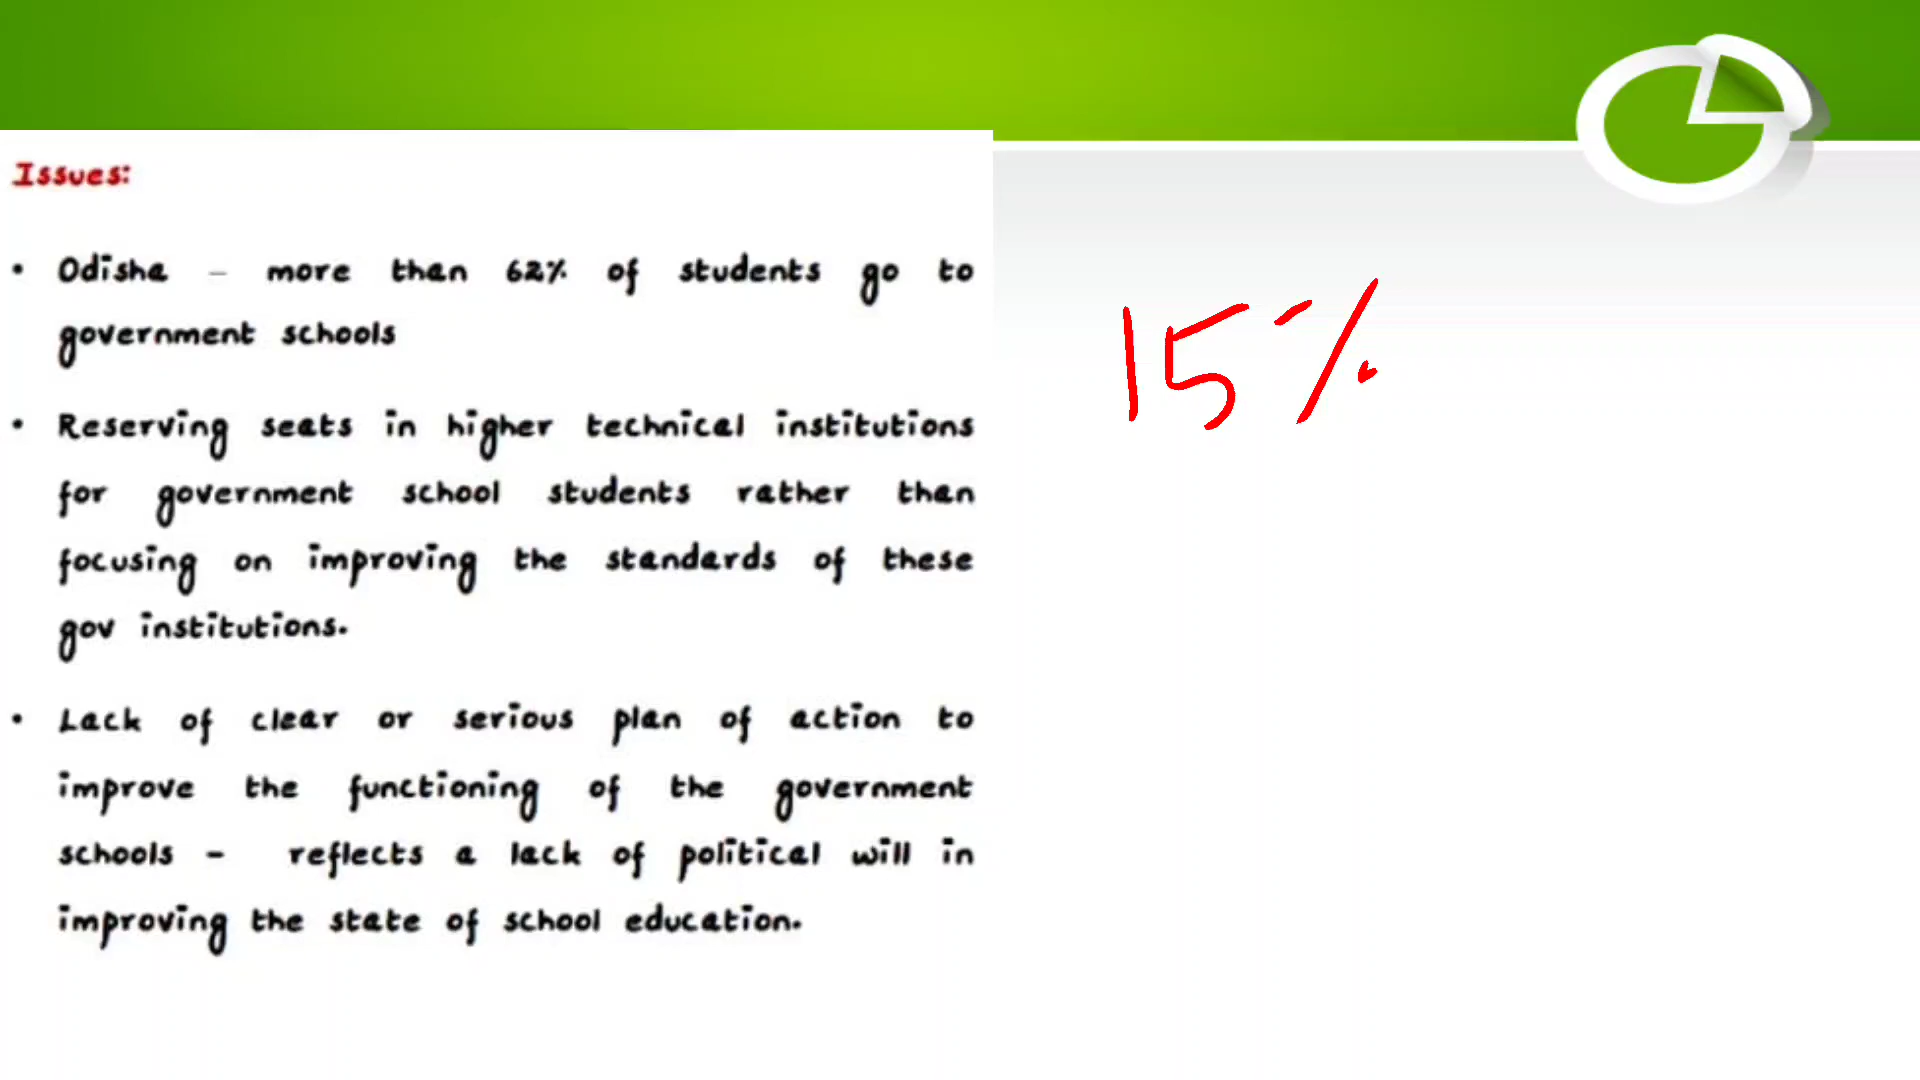 Issues:
• Odisha – more than 62% of students go to
government schools
• Reserving seats in higher technical institutions
for government school students rather than
focusing on improving the standards of these
gov institutions.
• Lack of clear or serious plan of action to
improve the functioning of the government
schools - reflects a lack of political will in
improving the state of school education.
15%